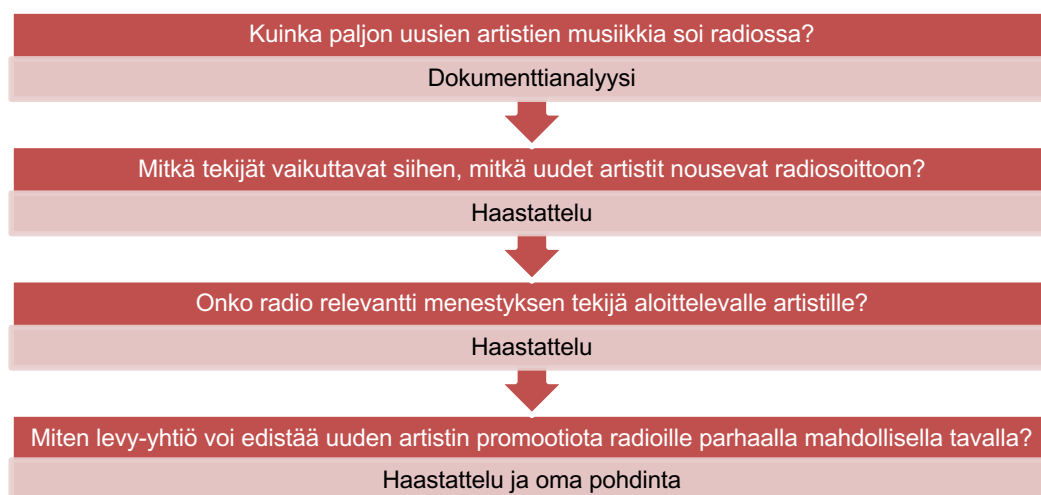 Kuinka paljon uusien artistien musiikkia soi radiossa?
Dokumenttianalyysi
Mitkä tekijät vaikuttavat siihen, mitkä uudet artistit nousevat radiosoittoon?
Haastattelu
Onko radio relevantti menestyksen tekijä aloittelevalle artistille?
Haastattelu
Miten levy-yhtiö voi edistää uuden artistin promootiota radioille parhaalla mahdollisella tavalla?
Haastattelu ja oma pohdinta